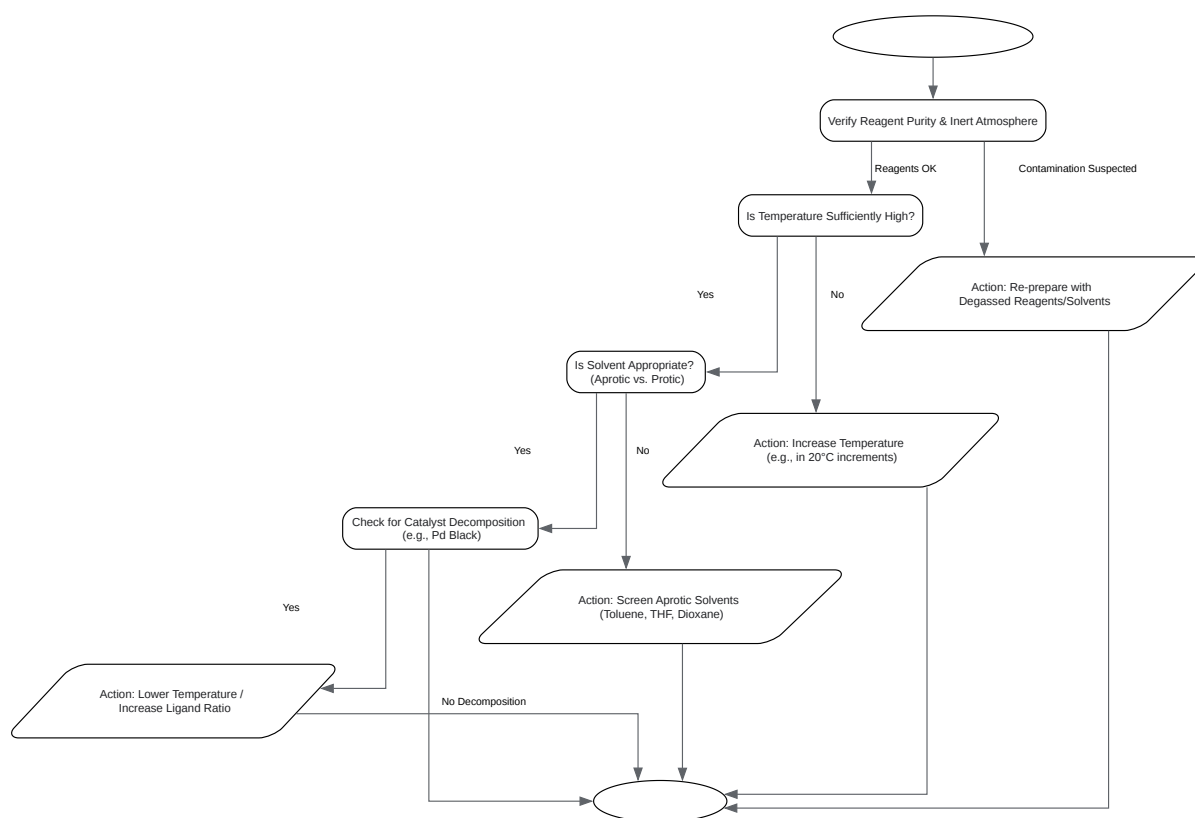 Verify Reagent Purity & Inert Atmosphere
Reagents OK
Contamination Suspected
Is Temperature Sufficiently High?
Yes
No
Action: Re-prepare with
Degassed Reagents/Solvents
Is Solvent Appropriate?
(Aprotic vs. Protic)
Yes
No
Action: Increase Temperature
(e.g., in 20°C increments)
Check for Catalyst Decomposition
(e.g., Pd Black)
Yes
Action: Screen Aprotic Solvents
(Toluene, THF, Dioxane)
Action: Lower Temperature /
Increase Ligand Ratio
No Decomposition